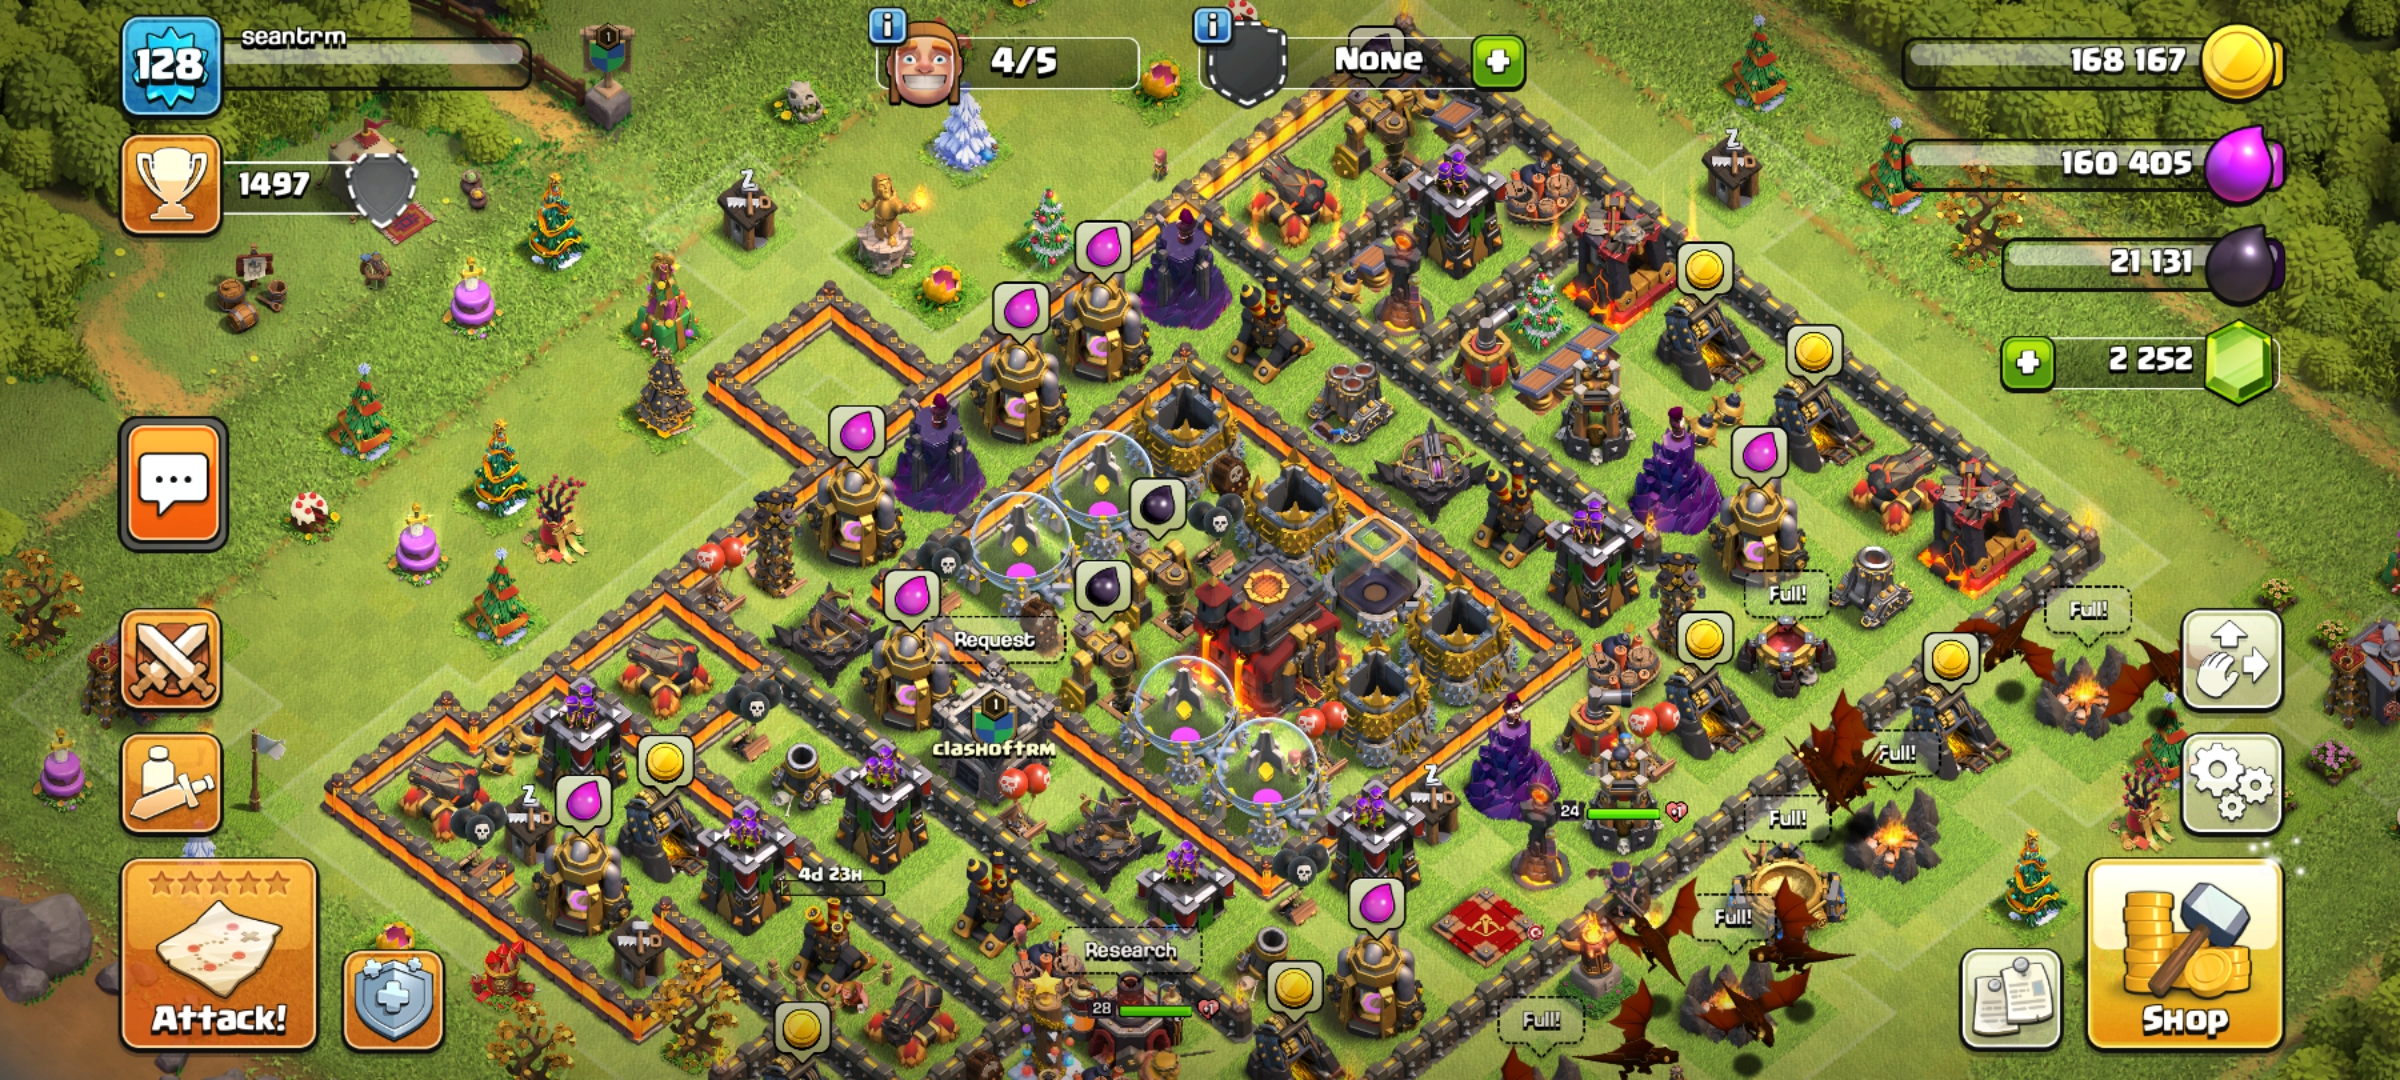 128
seantrm
4/5
None
168 167
1497
160 405
21 131
2 252
Z
Z
Full!
Full!
Request
1
clashofTRM
Full!
Z
Z
24
Full!
4d 23H
Full!
Research
28
Full!
Attack!
Shop